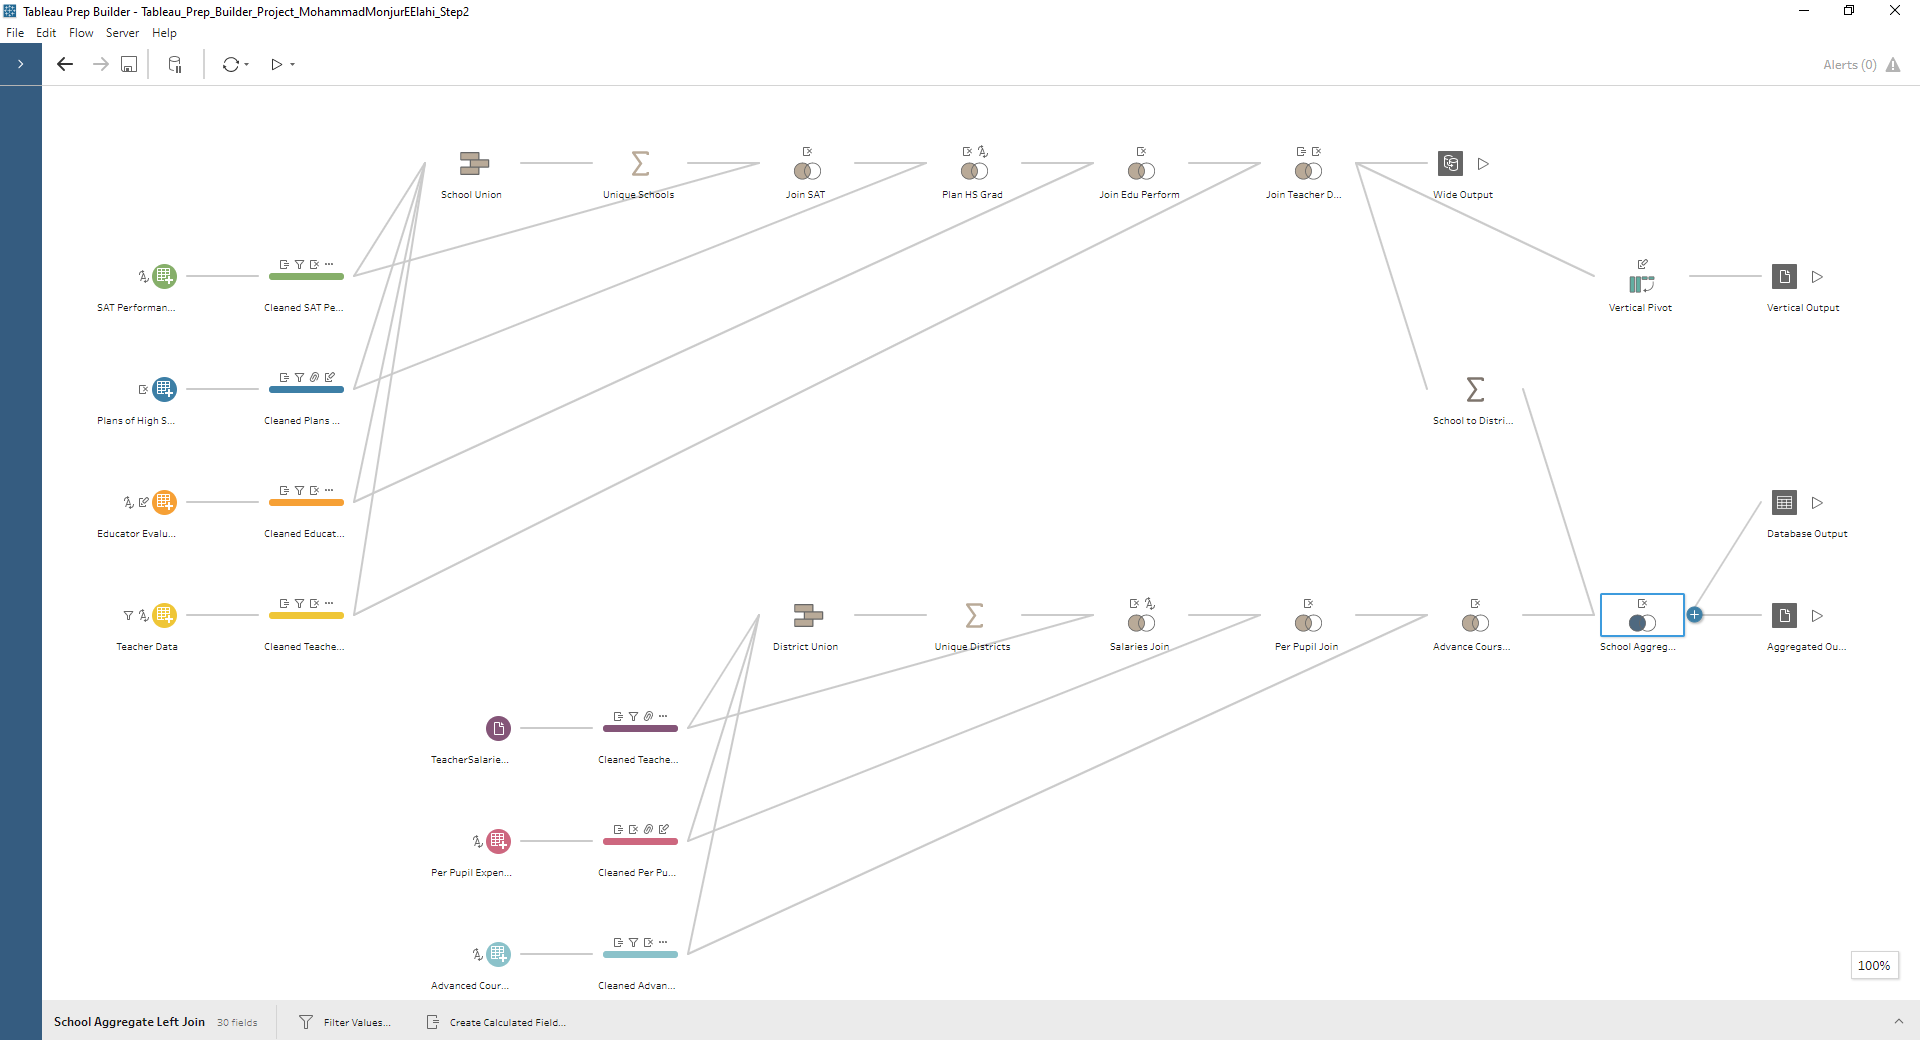 Tableau Prep Builder - Tableau_Prep_Builder_Project_MohammadMonjurEElahi_Step2
File Edit Flow Server Help
Alerts (0)
School Union
Unique Schools
Join SAT
Plan HS Grad
Join Edu Perform
Join Teacher D...
Wide Output
SAT Performan...
Cleaned SAT Pe...
Vertical Pivot
Vertical Output
Plans of High S...
Cleaned Plans ...
School to Distri...
Educator Evalu...
Cleaned Educat...
Database Output
Teacher Data
Cleaned Teache...
District Union
Unique Districts
Salaries Join
Per Pupil Join
Advance Cours...
School Aggreg...
Aggregated Ou...
TeacherSalarie...
Cleaned Teache...
Per Pupil Expen...
Cleaned Per Pu...
Advanced Cour...
Cleaned Advan...
100%
School Aggregate Left Join 30 fields Filter Values... Create Calculated Field...